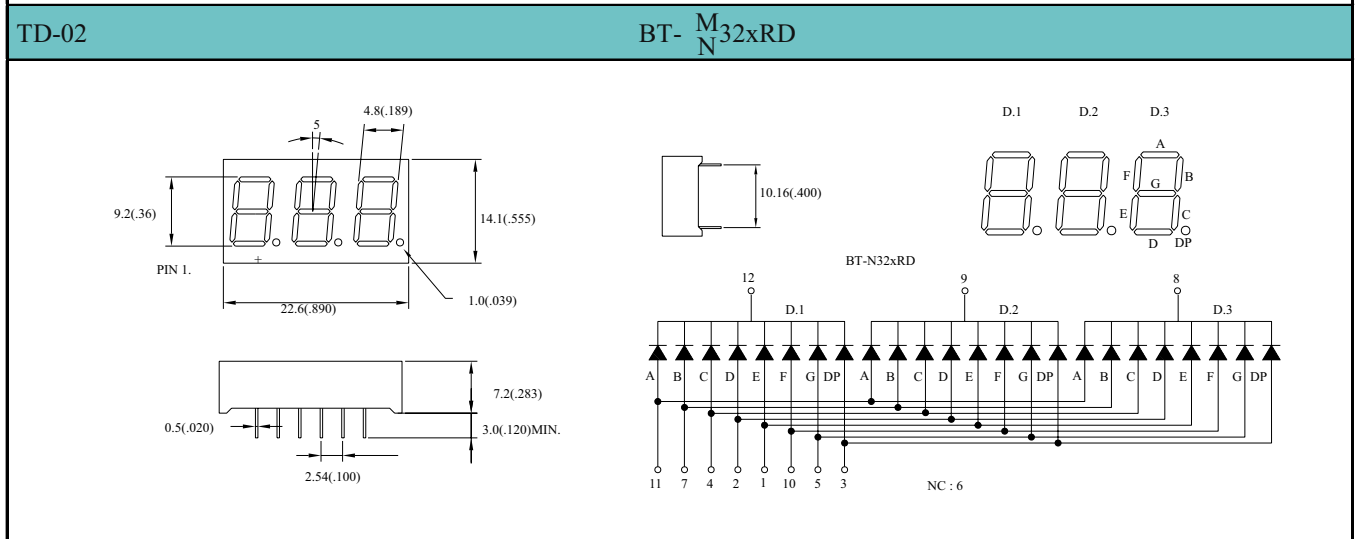 TD-02
BT- M/N 32xRD
5
4.8(.189)
9.2(.36)
14.1(.555)
PIN 1.
+
22.6(.890)
1.0(.039)
10.16(.400)
D.1 D.2 D.3
A
F G B
E C
D DP
7.2(.283)
0.5(.020)
3.0(.120)MIN.
2.54(.100)
BT-N32xRD
12 9 8
D.1 D.2 D.3
A B C D E F G DP A B C D E F G DP A B C D E F G DP
11 7 4 2 1 10 5 3
NC : 6